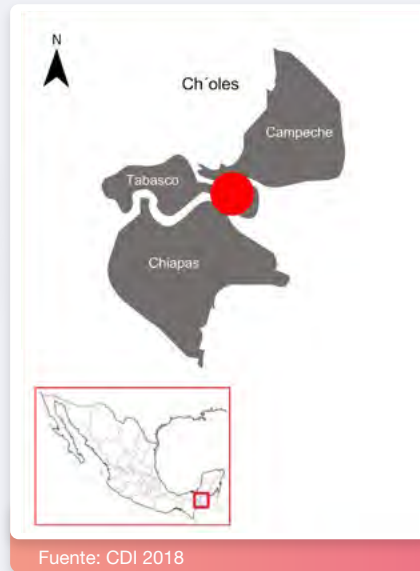 N
Ch´oles
Campeche
Tabasco
Chiapas
Fuente: CDI 2018